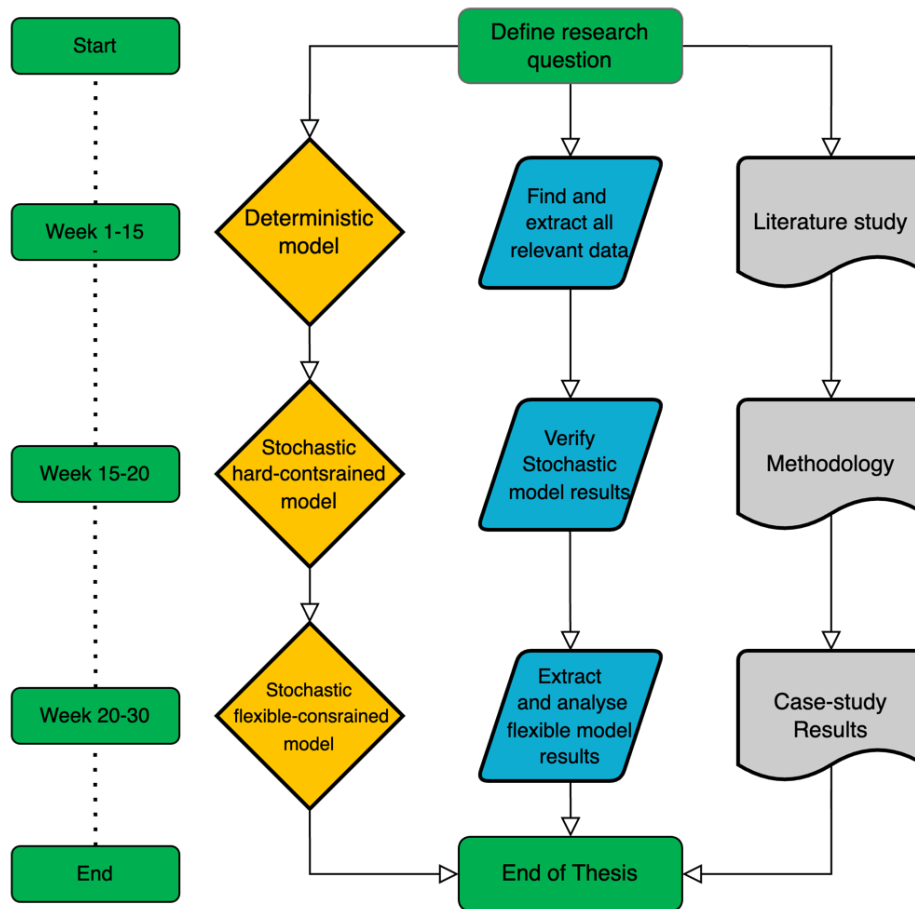 Start
Define research
question
Week 1-15
Deterministic
model
Find and
extract all
relevant data
Literature study
Week 15-20
Stochastic
hard-contsrained
model
Verify
Stochastic
model results
Methodology
Week 20-30
Stochastic
flexible-consrained
model
Extract
and analyse
flexible model
results
Case-study
Results
End
End of Thesis